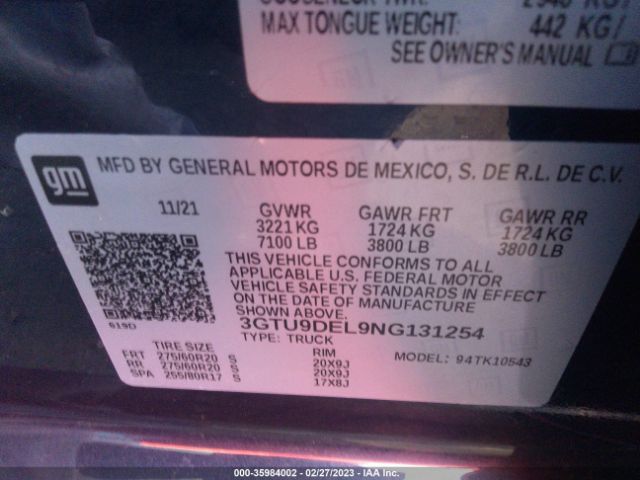 MAX TONGUE WEIGHT: 442 KG/
SEE OWNER'S MANUAL
gm
MFD BY GENERAL MOTORS DE MEXICO, S. DE R.L. DE C.V.
11/21 GVWR GAWR FRT GAWR RR
3221 KG 1724 KG 1724 KG
7100 LB 3800 LB 3800 LB
THIS VEHICLE CONFORMS TO ALL
APPLICABLE U.S. FEDERAL MOTOR
VEHICLE SAFETY STANDARDS IN EFFECT
ON THE DATE OF MANUFACTURE
SHOWN ABOVE.
619D
3GTU9DEL9NG131254
TYPE: TRUCK MODEL: 94TK10543
TIRE SIZE RIM
FRT 275/60R20 S 20X9J
RR 275/60R20 S 20X9J
SPA 255/80R17 S 17X8J
000-35984002 - 02/27/2023 - IAA Inc.